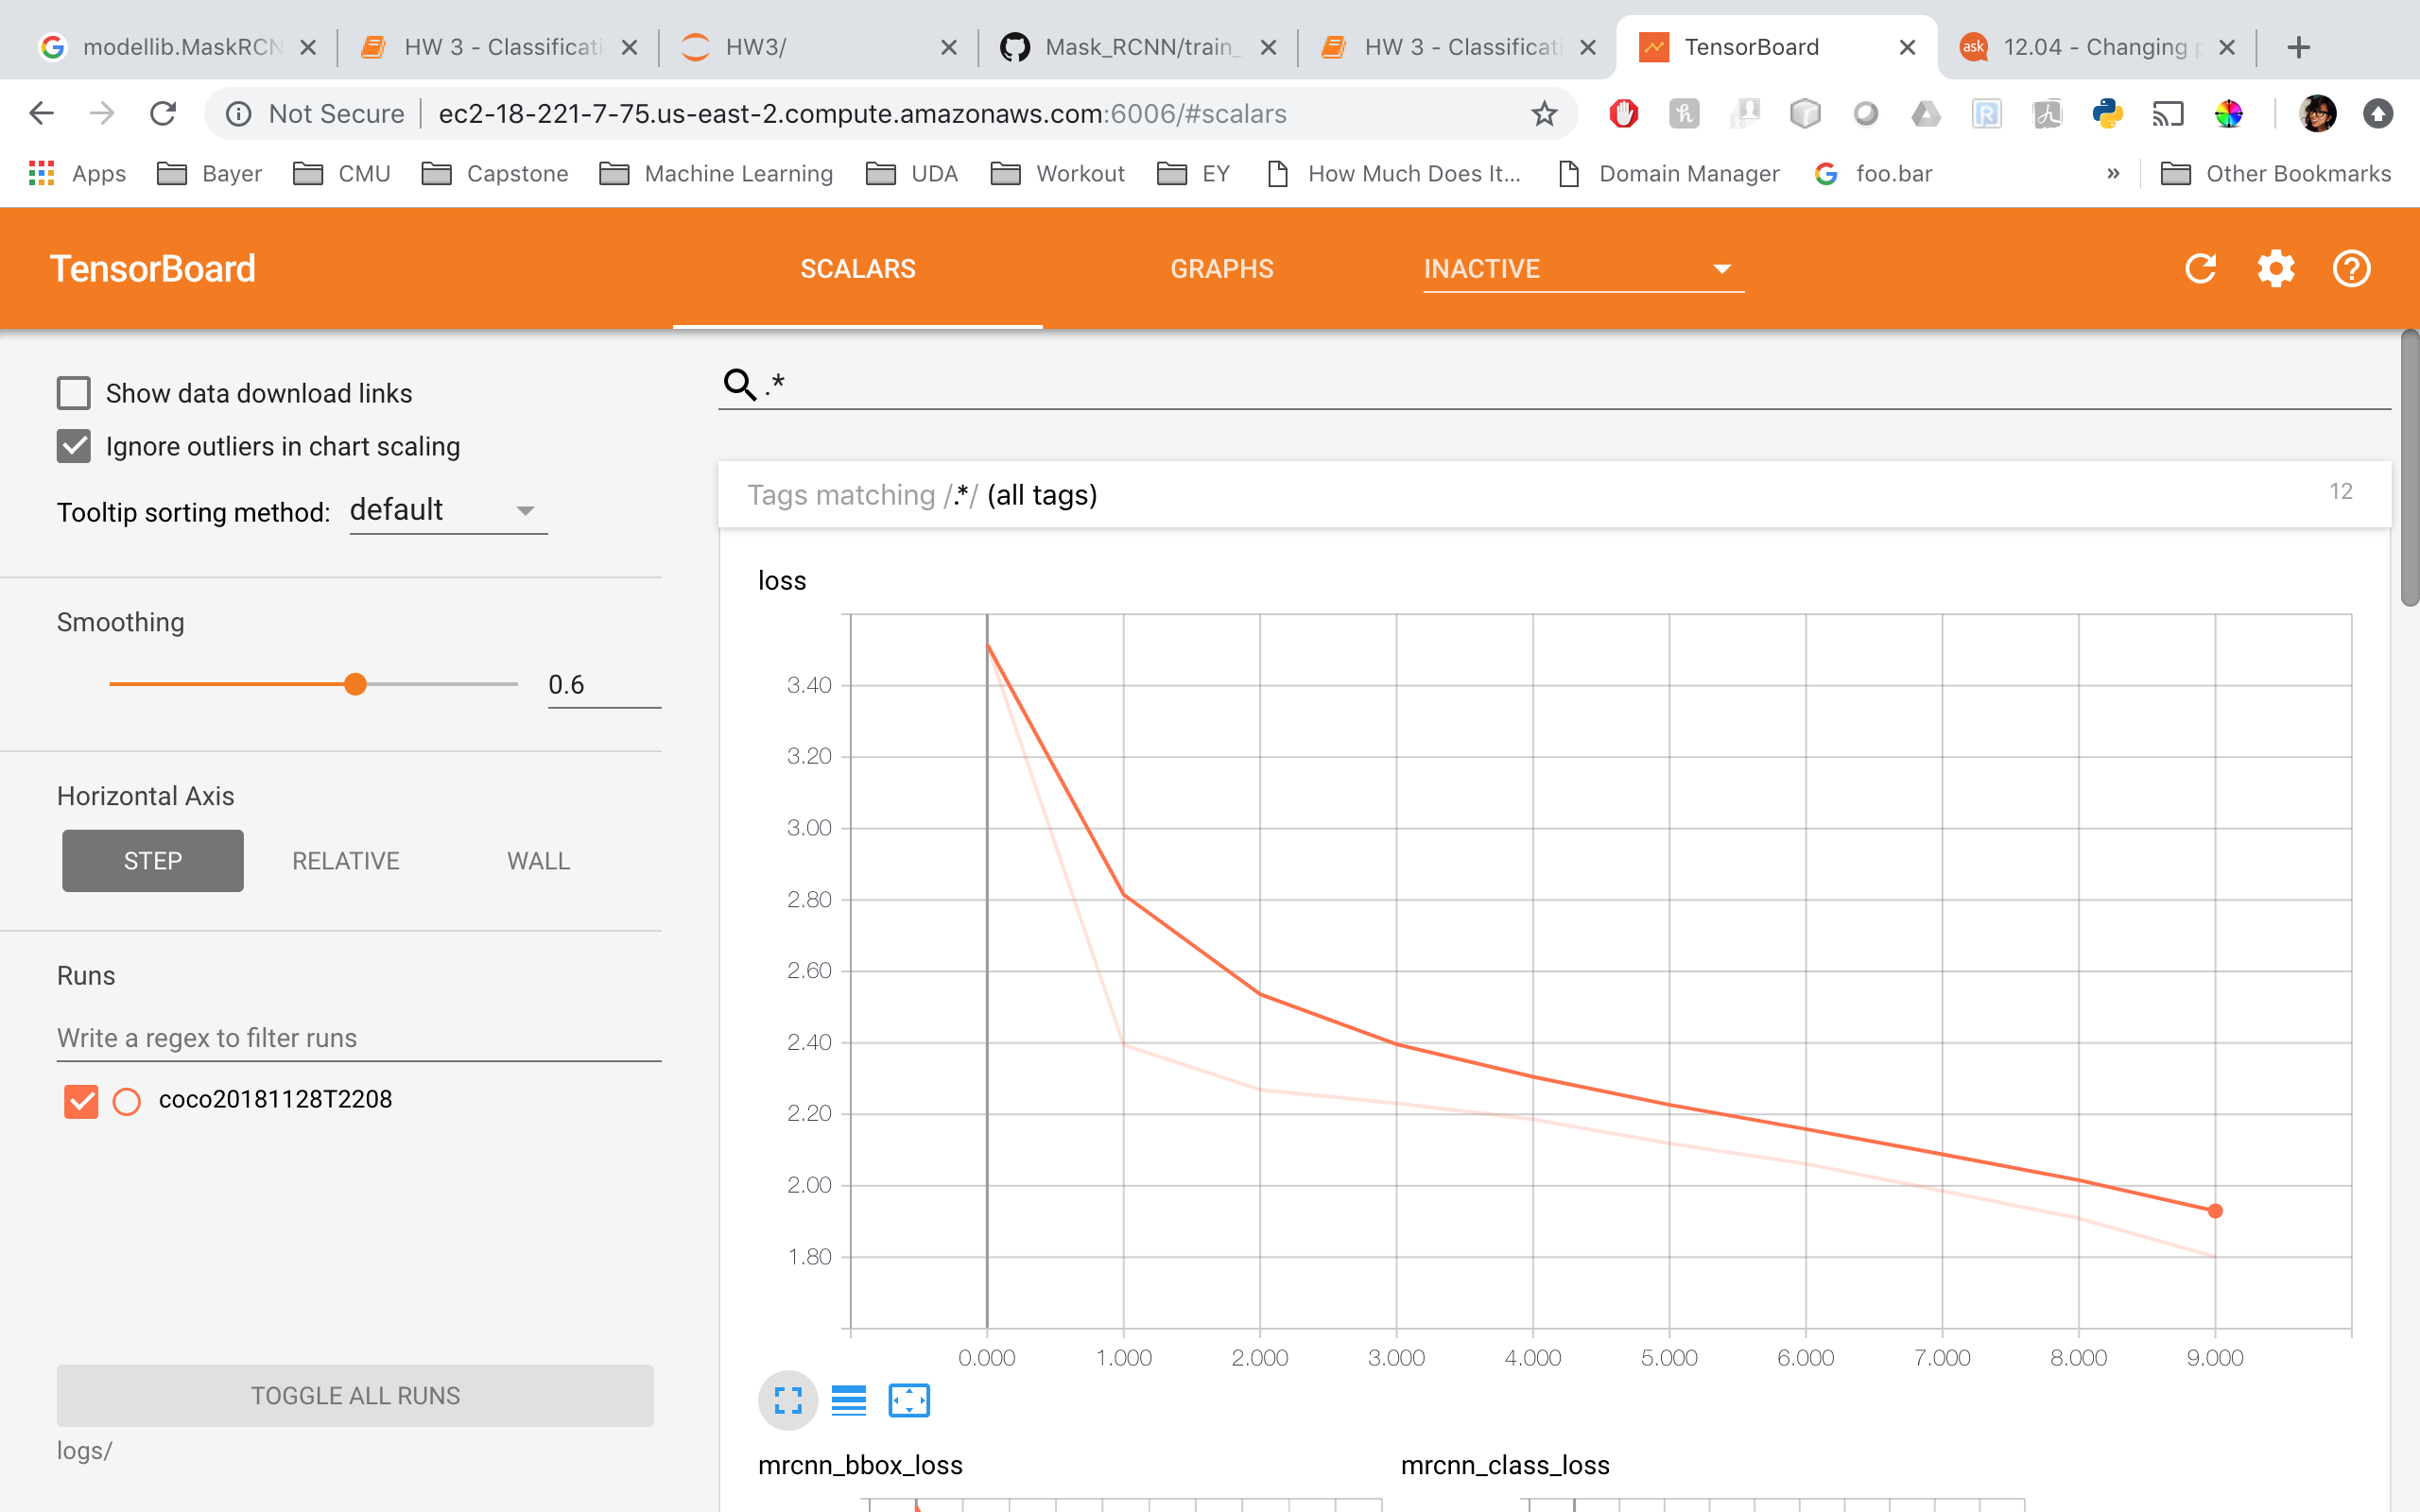 modellib.MaskRCN
HW 3 - Classificati
HW3/
Mask_RCNN/train_
HW 3 - Classificati
TensorBoard
ask
12.04 - Changing p
Not Secure
ec2-18-221-7-75.us-east-2.compute.amazonaws.com:6006/#scalars
Apps
Bayer
CMU
Capstone
Machine Learning
UDA
Workout
EY
How Much Does It...
Domain Manager
foo.bar
»
Other Bookmarks
TensorBoard
SCALARS
GRAPHS
INACTIVE
Show data download links
Ignore outliers in chart scaling
Tooltip sorting method: default
Smoothing
0.6
Horizontal Axis
STEP
RELATIVE
WALL
Runs
Write a regex to filter runs
coco20181128T2208
TOGGLE ALL RUNS
logs/
.*
Tags matching /.*/ (all tags)
12
loss
3.40
3.20
3.00
2.80
2.60
2.40
2.20
2.00
1.80
0.000 1.000 2.000 3.000 4.000 5.000 6.000 7.000 8.000 9.000
mrcnn_bbox_loss
mrcnn_class_loss